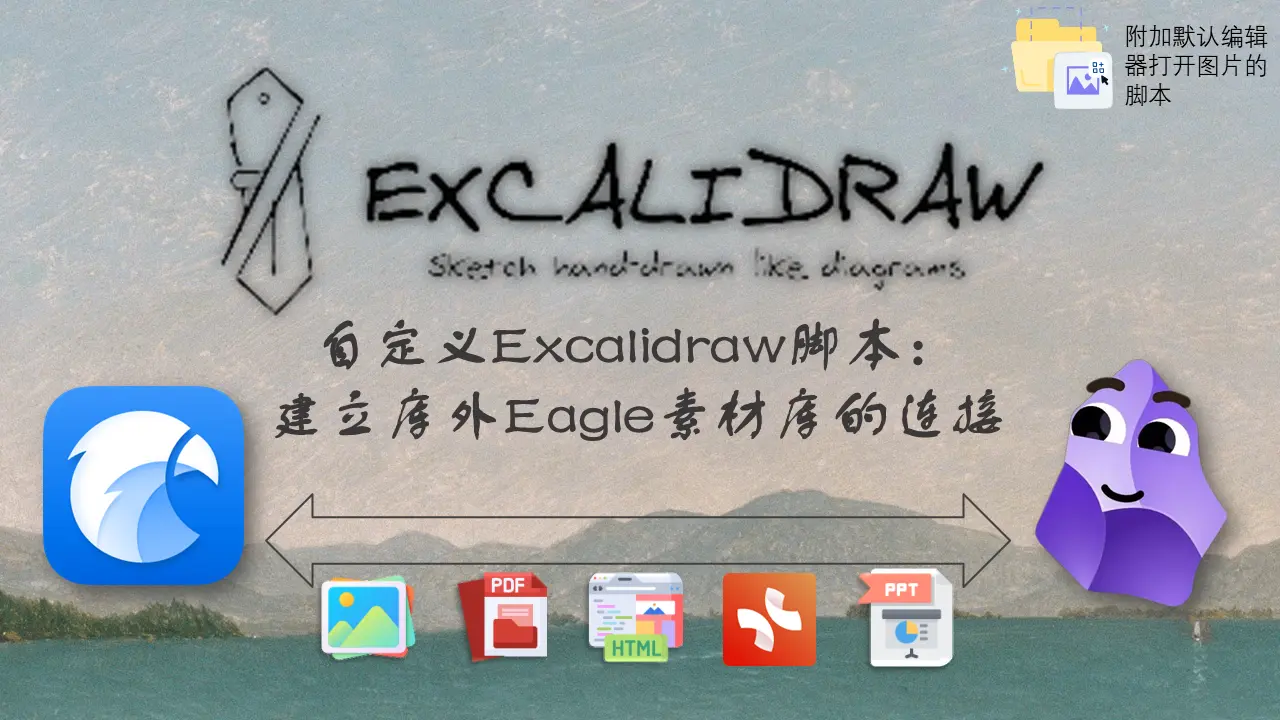 附加默认编辑
器打开图片的
脚本
EXCALIDRAW
Sketch hand-drawn like diagrams
自定义Excalidraw脚本：
建立库外Eagle素材库的连接
PDF
HTML
PPT